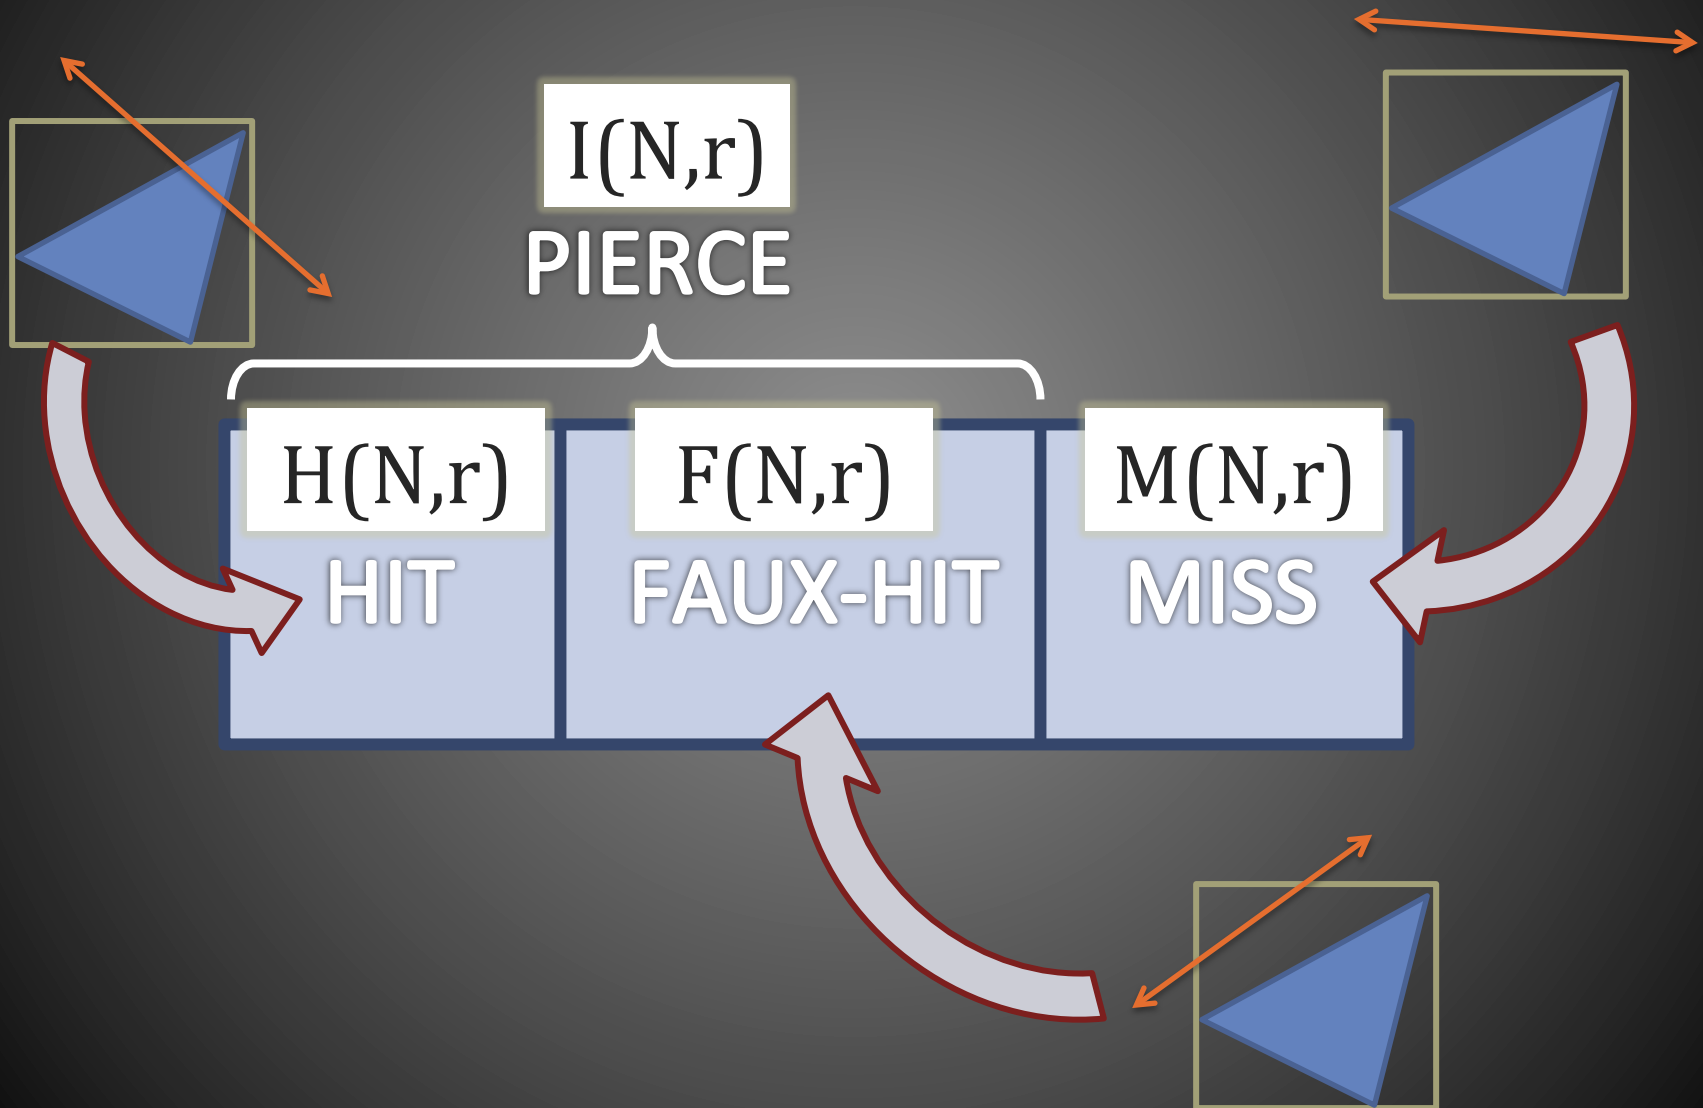 I(N,r)
PIERCE
H(N,r)
F(N,r)
M(N,r)
HIT
FAUX-HIT
MISS